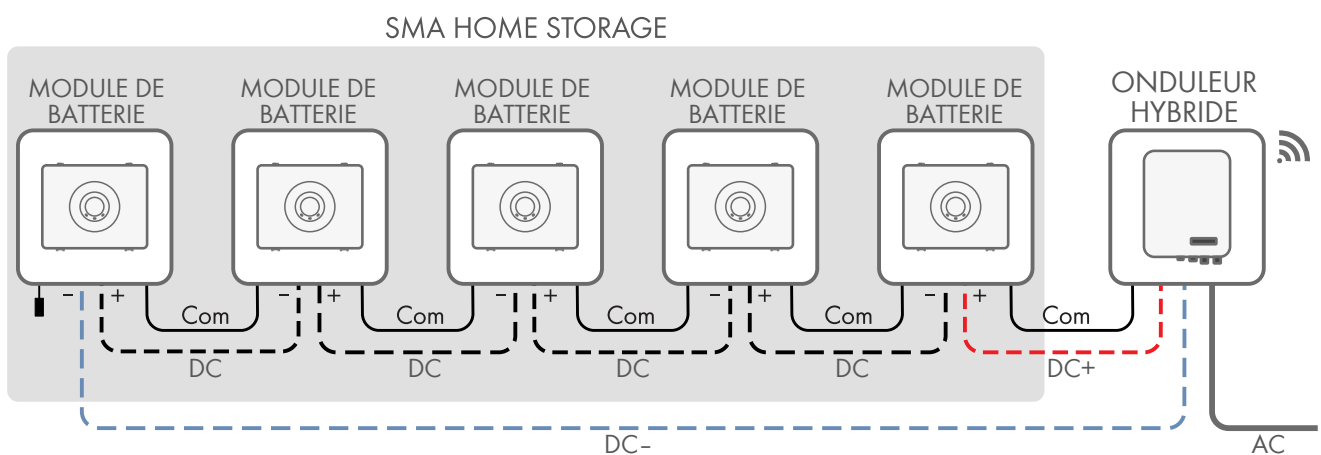 SMA HOME STORAGE
MODULE DE
BATTERIE
MODULE DE
BATTERIE
MODULE DE
BATTERIE
MODULE DE
BATTERIE
MODULE DE
BATTERIE
ONDULEUR
HYBRIDE
− + − + − + − + − +
Com Com Com Com Com
DC DC DC DC DC+
DC− AC